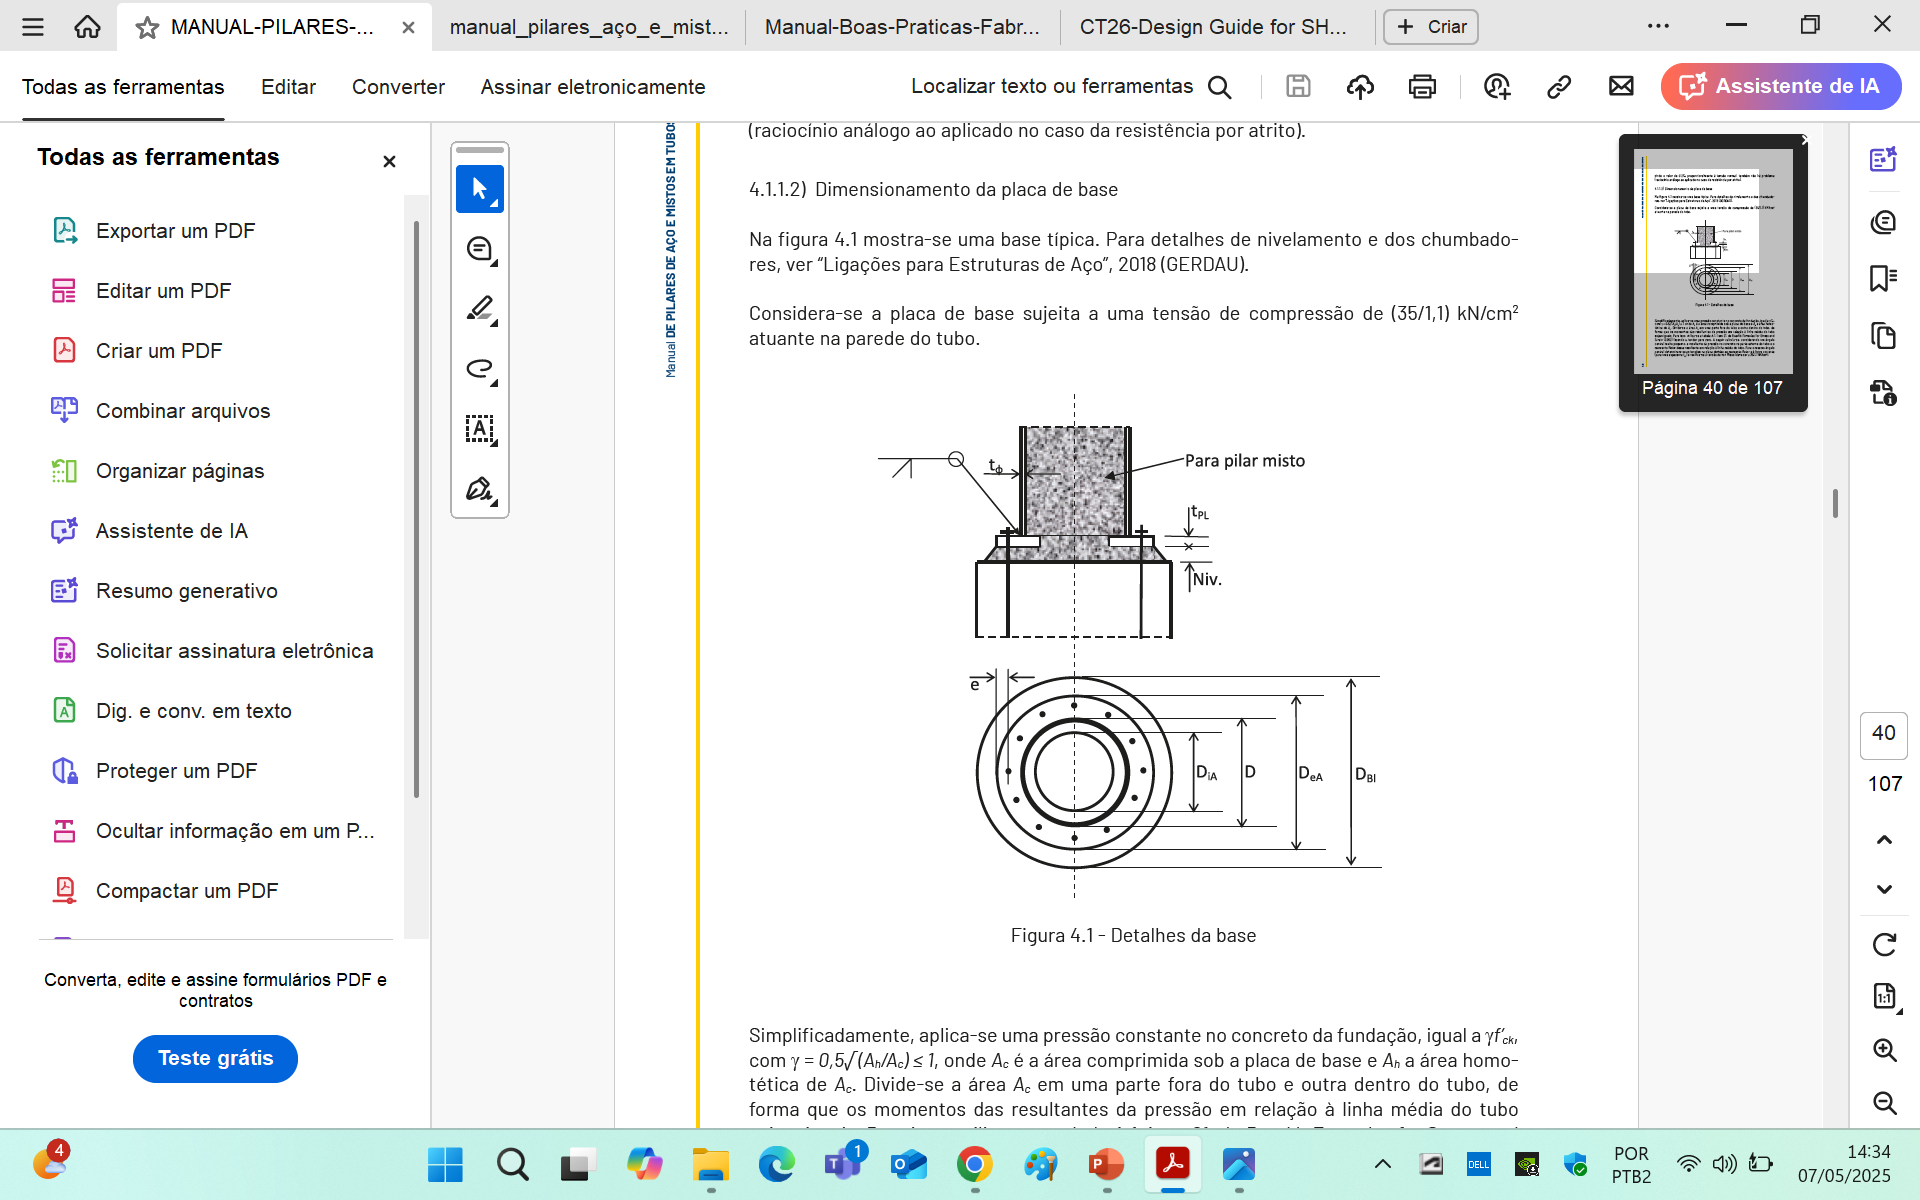 MANUAL-PILARES-...
manual_pilares_aço_e_mist...
Manual-Boas-Praticas-Fabr...
CT26-Design Guide for SH...
Criar
Todas as ferramentas
Editar
Converter
Assinar eletronicamente
Localizar texto ou ferramentas
Assistente de IA
Todas as ferramentas
Exportar um PDF
Editar um PDF
Criar um PDF
Combinar arquivos
Organizar páginas
Assistente de IA
Resumo generativo
Solicitar assinatura eletrônica
Dig. e conv. em texto
Proteger um PDF
Ocultar informação em um P...
Compactar um PDF
Converta, edite e assine formulários PDF e
contratos
Teste grátis
Manual DE PILARES DE AÇO E MISTOS EM TUBOS
(raciocínio análogo ao aplicado no caso da resistência por atrito).
4.1.1.2) Dimensionamento da placa de base
Na figura 4.1 mostra-se uma base típica. Para detalhes de nivelamento e dos chumbado-
res, ver “Ligações para Estruturas de Aço”, 2018 (GERDAU).
Considera-se a placa de base sujeita a uma tensão de compressão de (35/1,1) kN/cm²
atuante na parede do tubo.
tϕ
Para pilar misto
tPL
Niv.
e
DiA
D
DeA
DBl
Figura 4.1 - Detalhes da base
Simplificadamente, aplica-se uma pressão constante no concreto da fundação, igual a γf’ck,
com γ = 0,5√(Ah/Ac) ≤ 1, onde Ac é a área comprimida sob a placa de base e Ah a área homo-
tética de Ac. Divide-se a área Ac em uma parte fora do tubo e outra dentro do tubo, de
forma que os momentos das resultantes da pressão em relação à linha média do tubo
Página 40 de 107
40
107
1:1
4
1
POR
PTB2
14:34
07/05/2025